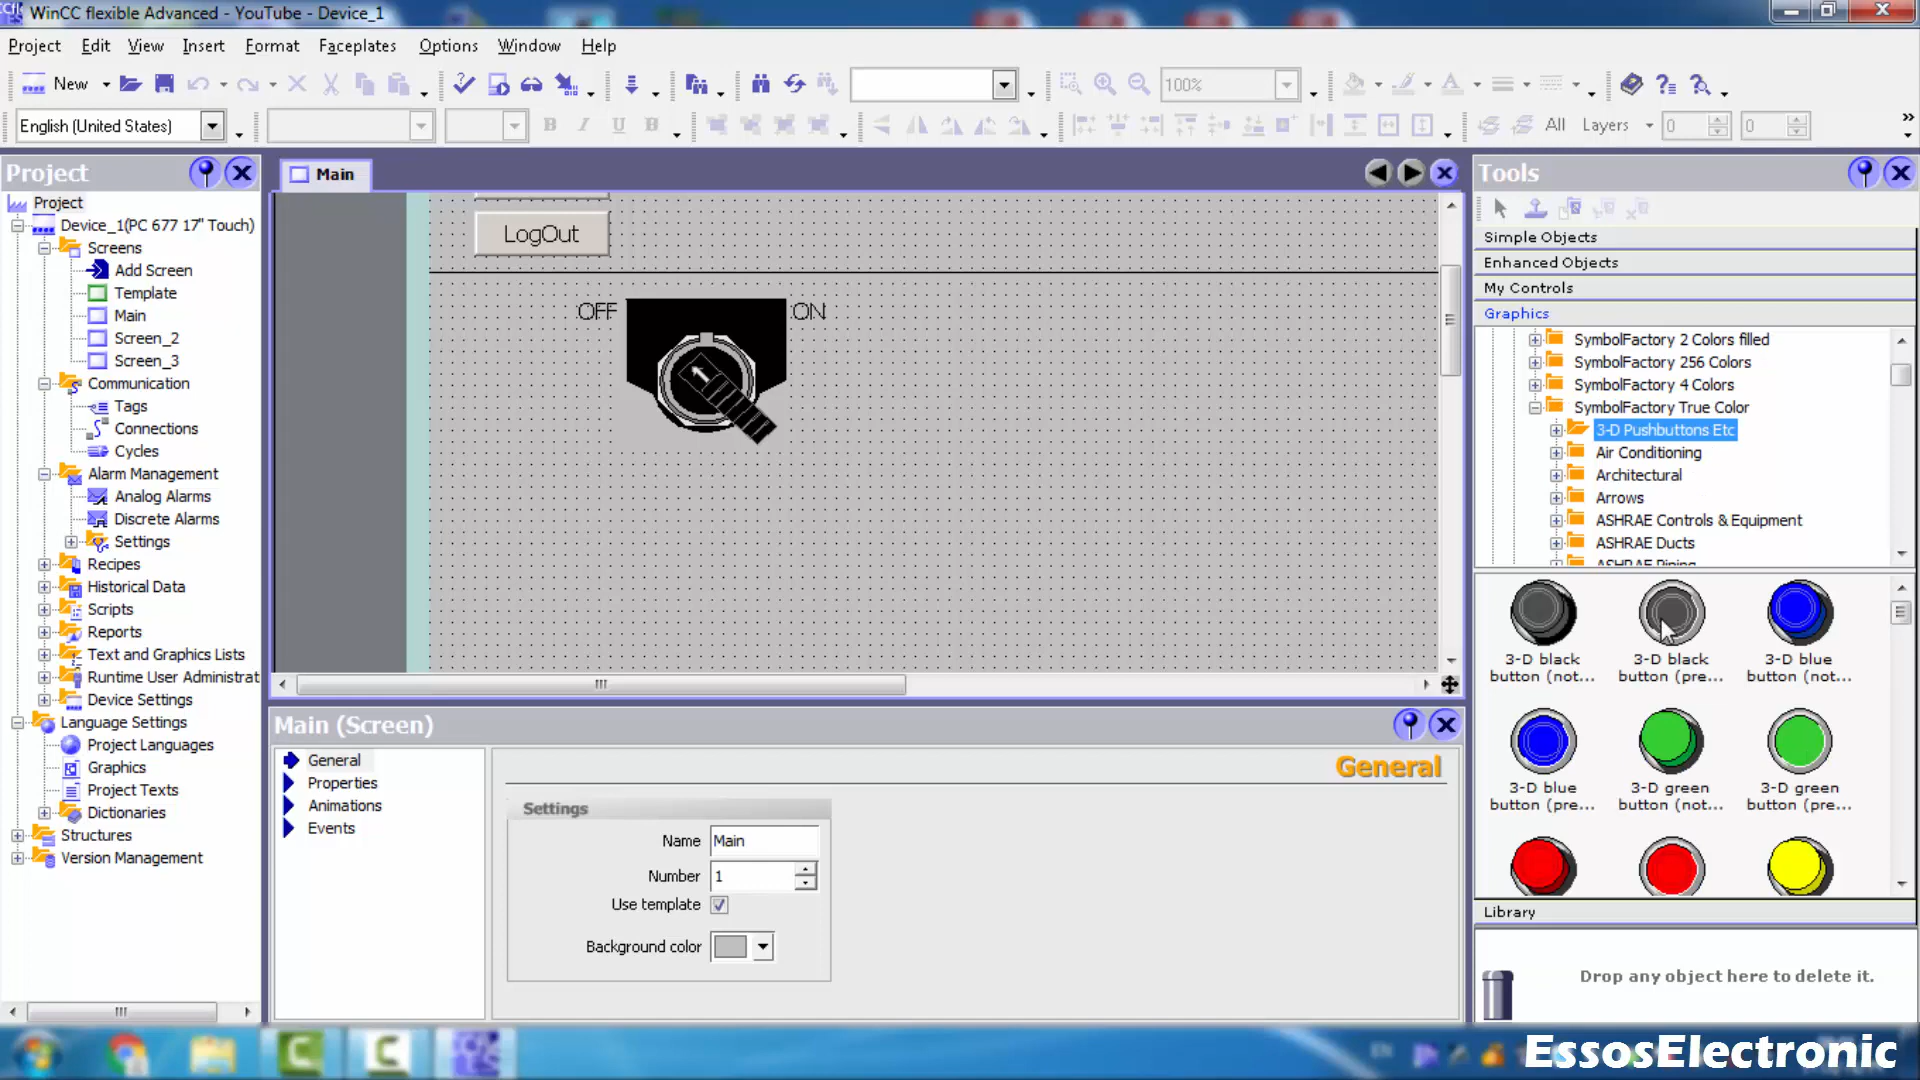 WinCC flexible Advanced - YouTube - Device_1
Project Edit View Insert Format Faceplates Options Window Help
New 100%
English (United States) B I U B All Layers 0 0
Project
Project
Device_1(PC 677 17" Touch)
Screens
Add Screen
Template
Main
Screen_2
Screen_3
Communication
Tags
Connections
Cycles
Alarm Management
Analog Alarms
Discrete Alarms
Settings
Recipes
Historical Data
Scripts
Reports
Text and Graphics Lists
Runtime User Administrat
Device Settings
Language Settings
Project Languages
Graphics
Project Texts
Dictionaries
Structures
Version Management
Main
LogOut
OFF ON
Main (Screen)
General
Properties
Animations
Events
General
Settings
Name Main
Number 1
Use template
Background color
Tools
Simple Objects
Enhanced Objects
My Controls
Graphics
SymbolFactory 2 Colors filled
SymbolFactory 256 Colors
SymbolFactory 4 Colors
SymbolFactory True Color
3-D Pushbuttons Etc
Air Conditioning
Architectural
Arrows
ASHRAE Controls & Equipment
ASHRAE Ducts
ASHRAE Piping
3-D black 3-D black 3-D blue
button (not... button (pre... button (not...
3-D blue 3-D green 3-D green
button (pre... button (not... button (pre...
Library
Drop any object here to delete it.
EN
EssosElectronic